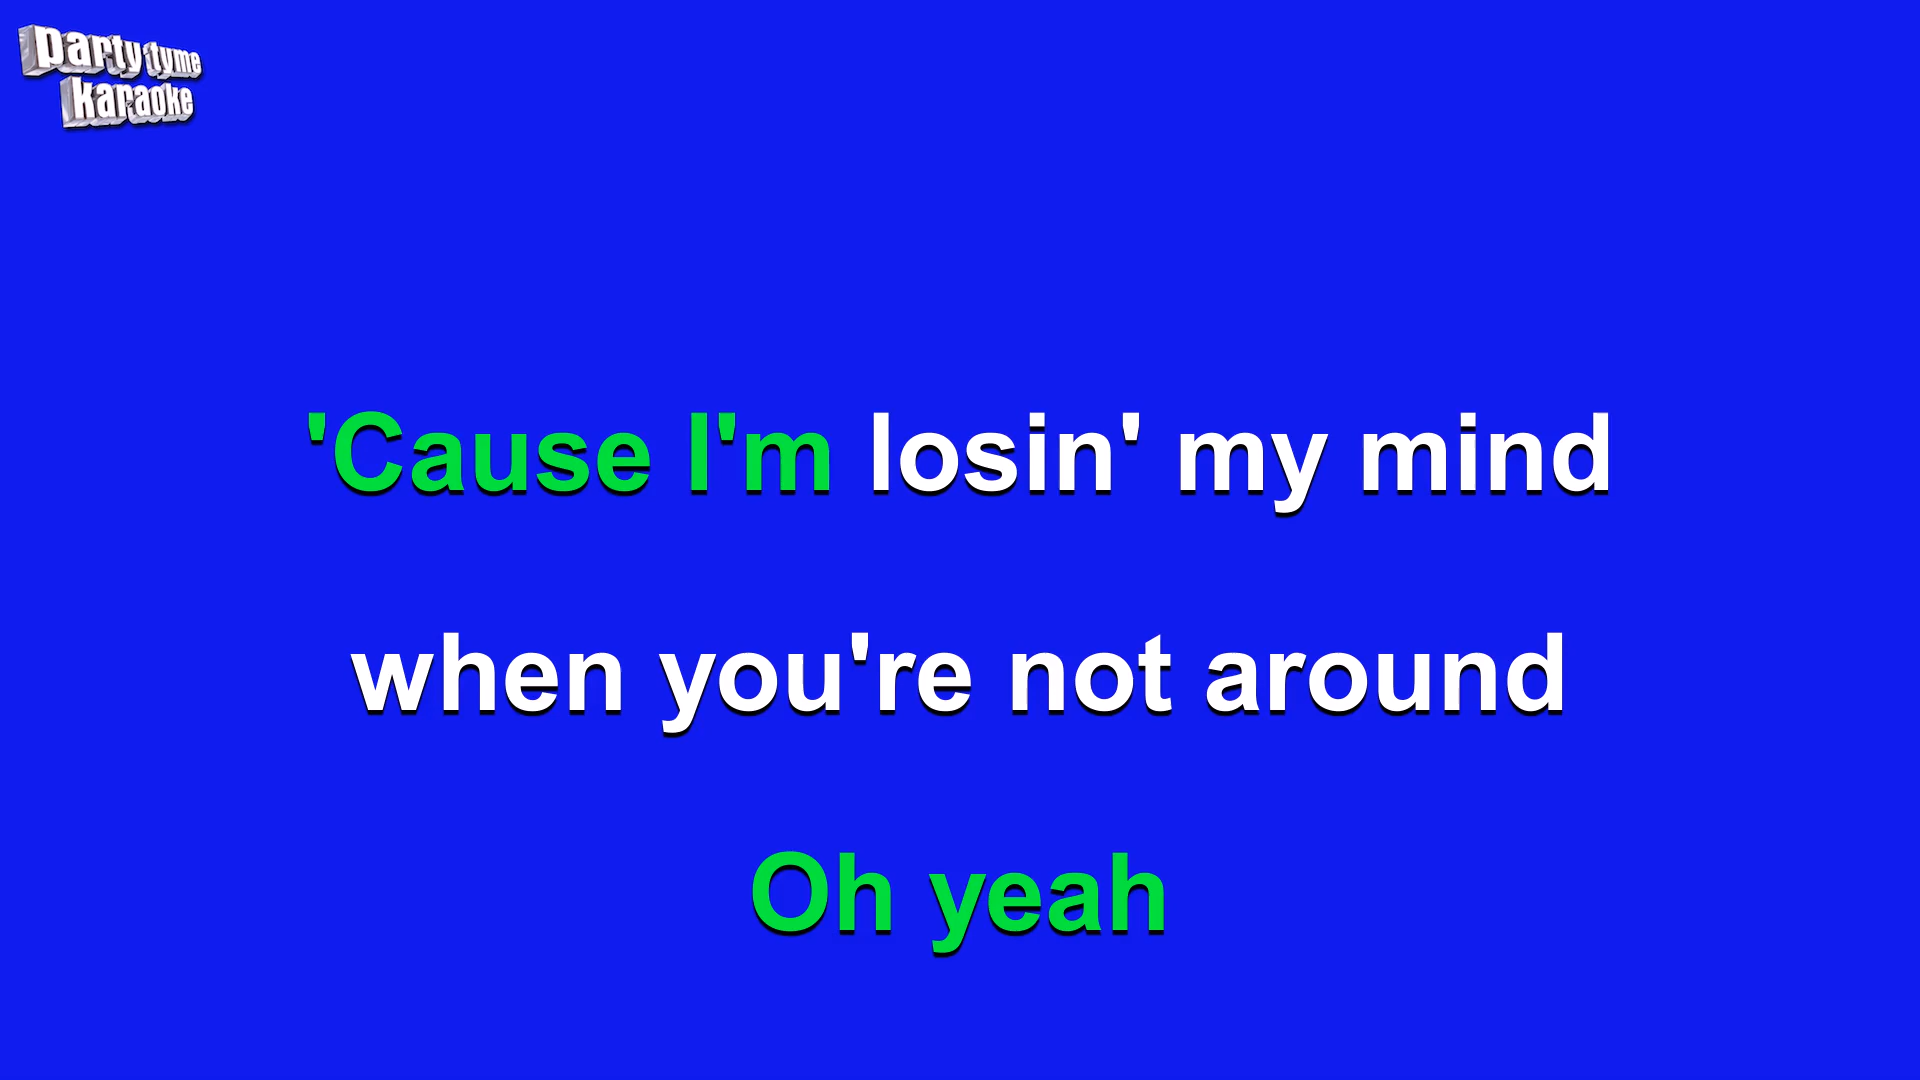 party tyme
karaoke
'Cause I'm losin' my mind
when you're not around
Oh yeah